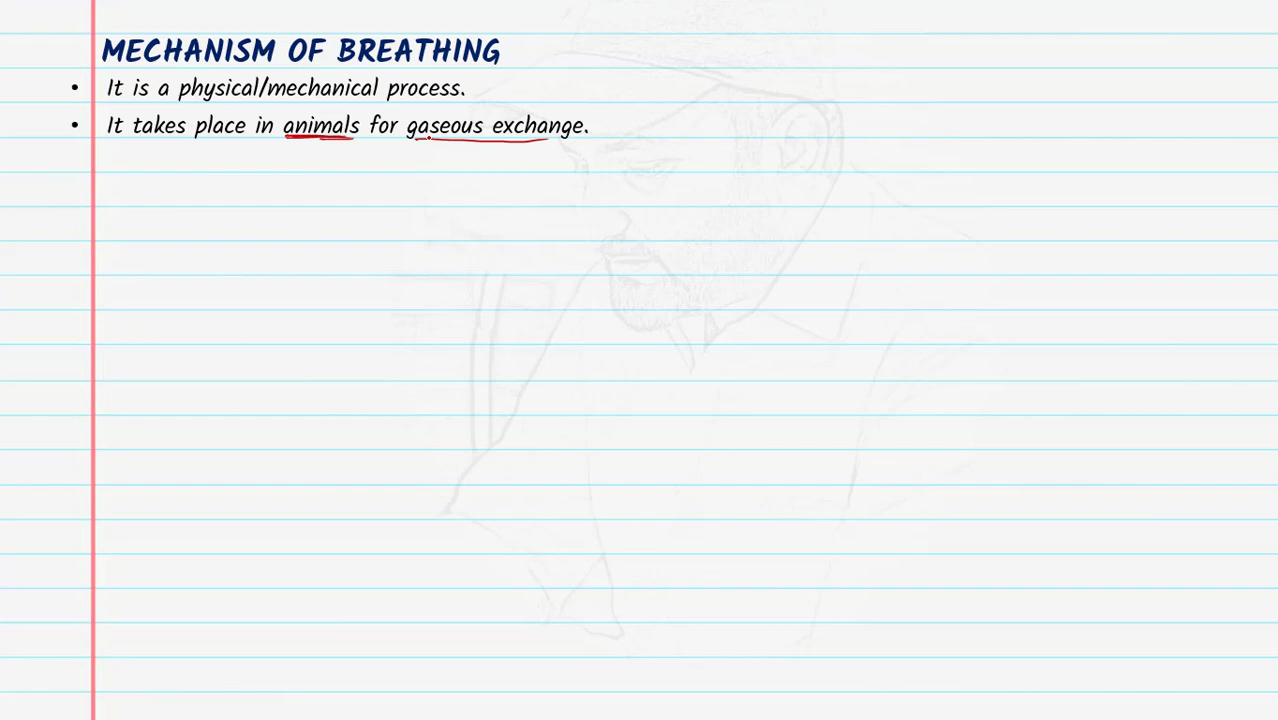 MECHANISM OF BREATHING
• It is a physical/mechanical process.
• It takes place in animals for gaseous exchange.